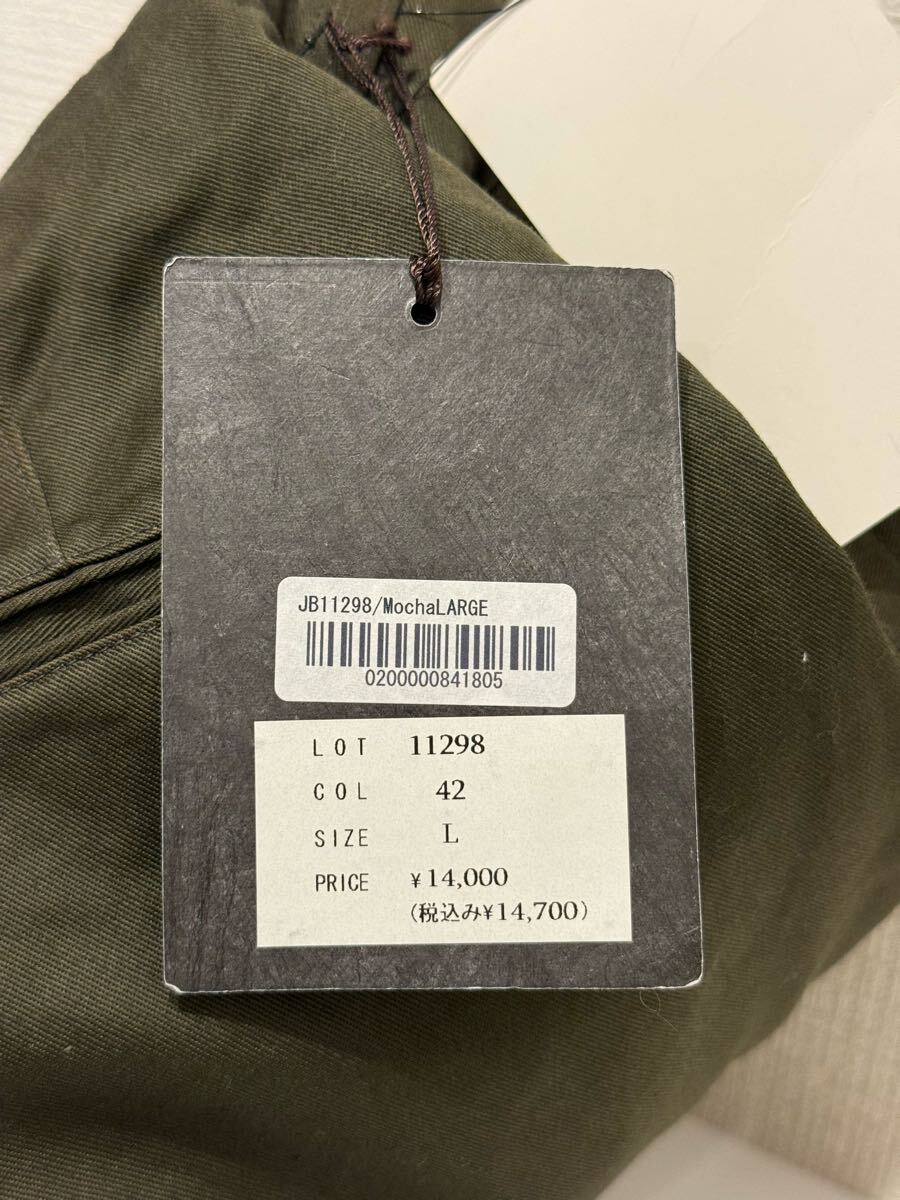 JB11298/MochaLARGE
0200000841805
LOT 11298
COL 42
SIZE L
PRICE ¥14,000
(税込み¥14,700)